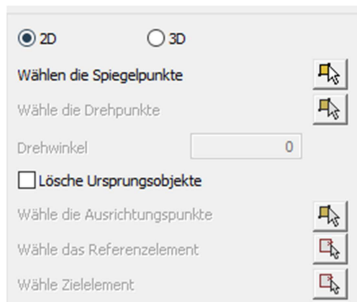 2D 3D
Wählen die Spiegelpunkte
Wähle die Drehpunkte
Drehwinkel 0
Lösche Ursprungsobjekte
Wähle die Ausrichtungspunkte
Wähle das Referenzelement
Wähle Zielelement